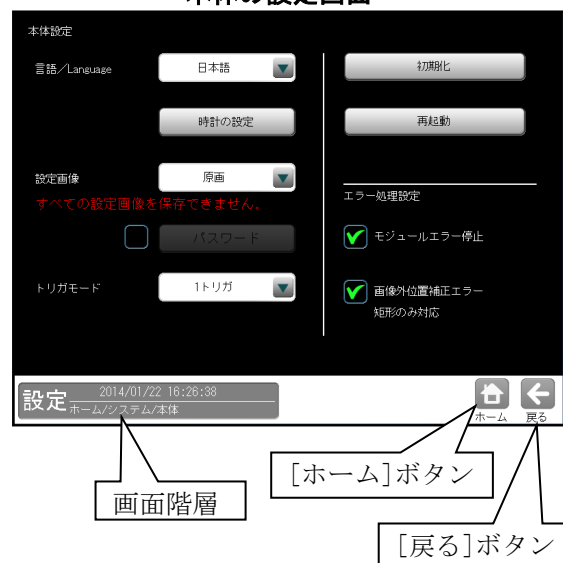 本体の設定画面
本体設定
言語／Language
日本語
時計の設定
設定画像
原画
すべての設定画像を保存できません。
パスワード
トリガモード
1トリガ
初期化
再起動
エラー処理設定
モジュールエラー停止
画像外位置補正エラー
矩形のみ対応
設定
2014/01/22 16:26:38
ホーム/システム/本体
ホーム
戻る
[ホーム]ボタン
画面階層
[戻る]ボタン